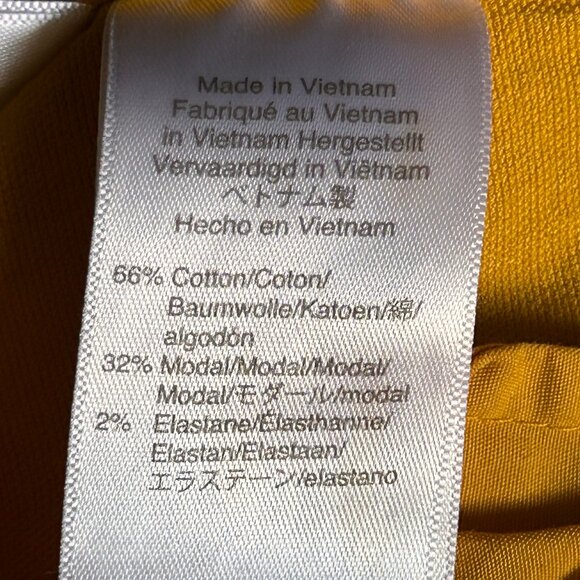 Made in Vietnam
Fabriqué au Vietnam
in Vietnam Hergestellt
Vervaardigd in Viëtnam
ベトナム製
Hecho en Vietnam
66% Cotton/Coton/
Baumwolle/Katoen/綿/
algodón
32% Modal/Modal/Modal/
Modal/モダール/modal
2% Elastane/Élasthanne/
Elastan/Elastaan/
エラステーン/elastano